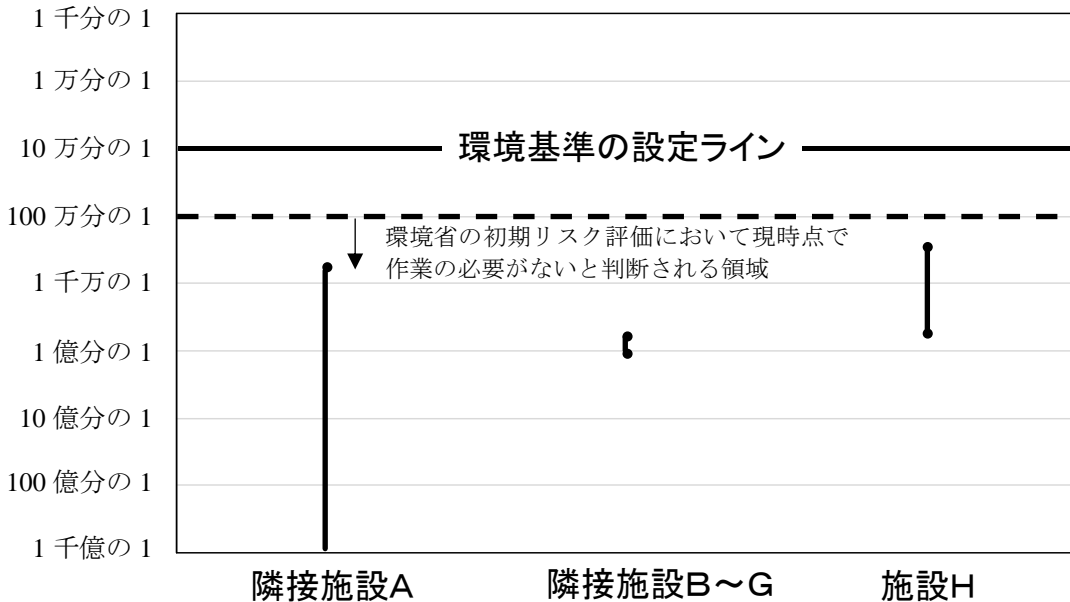 1 千分の 1
1 万分の 1
10 万分の 1
環境基準の設定ライン
100 万分の 1
環境省の初期リスク評価において現時点で
作業の必要がないと判断される領域
1 千万の 1
1 億分の 1
10 億分の 1
100 億分の 1
1 千億の 1
隣接施設A
隣接施設B～G
施設H